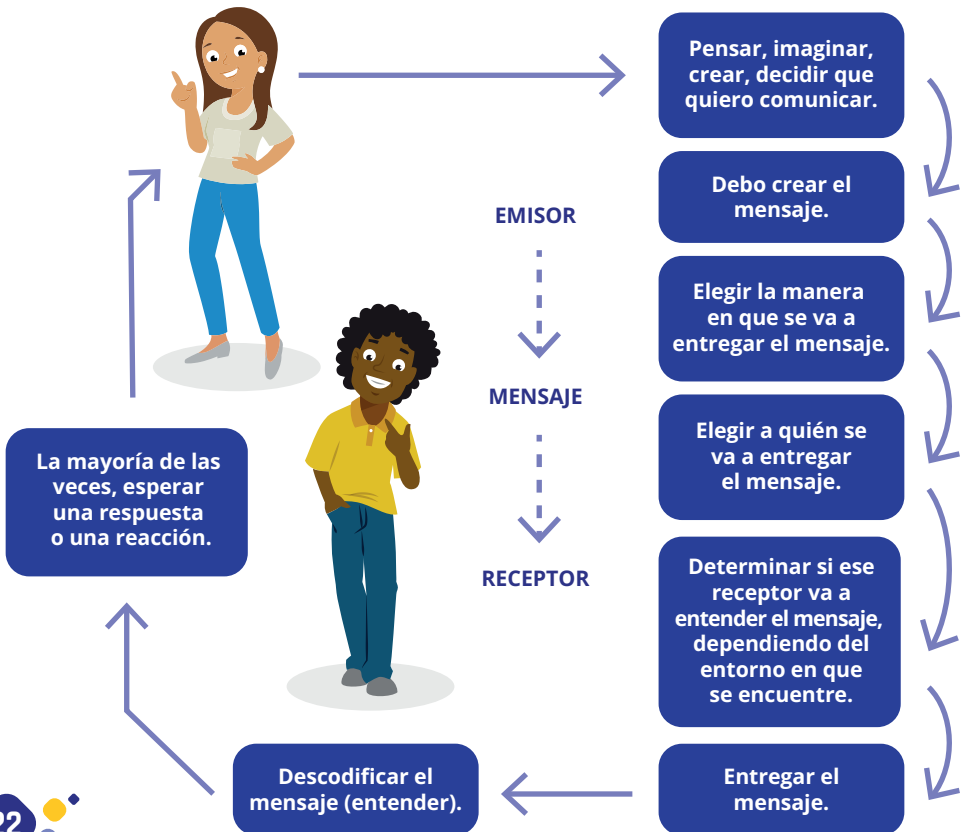 Pensar, imaginar,
crear, decidir que
quiero comunicar.
Debo crear el
mensaje.
EMISOR
Elegir la manera
en que se va a
entregar el mensaje.
MENSAJE
Elegir a quién se
va a entregar
el mensaje.
La mayoría de las
veces, esperar
una respuesta
o una reacción.
RECEPTOR
Determinar si ese
receptor va a
entender el mensaje,
dependiendo del
entorno en que
se encuentre.
Entregar el
mensaje.
Descodificar el
mensaje (entender).
22